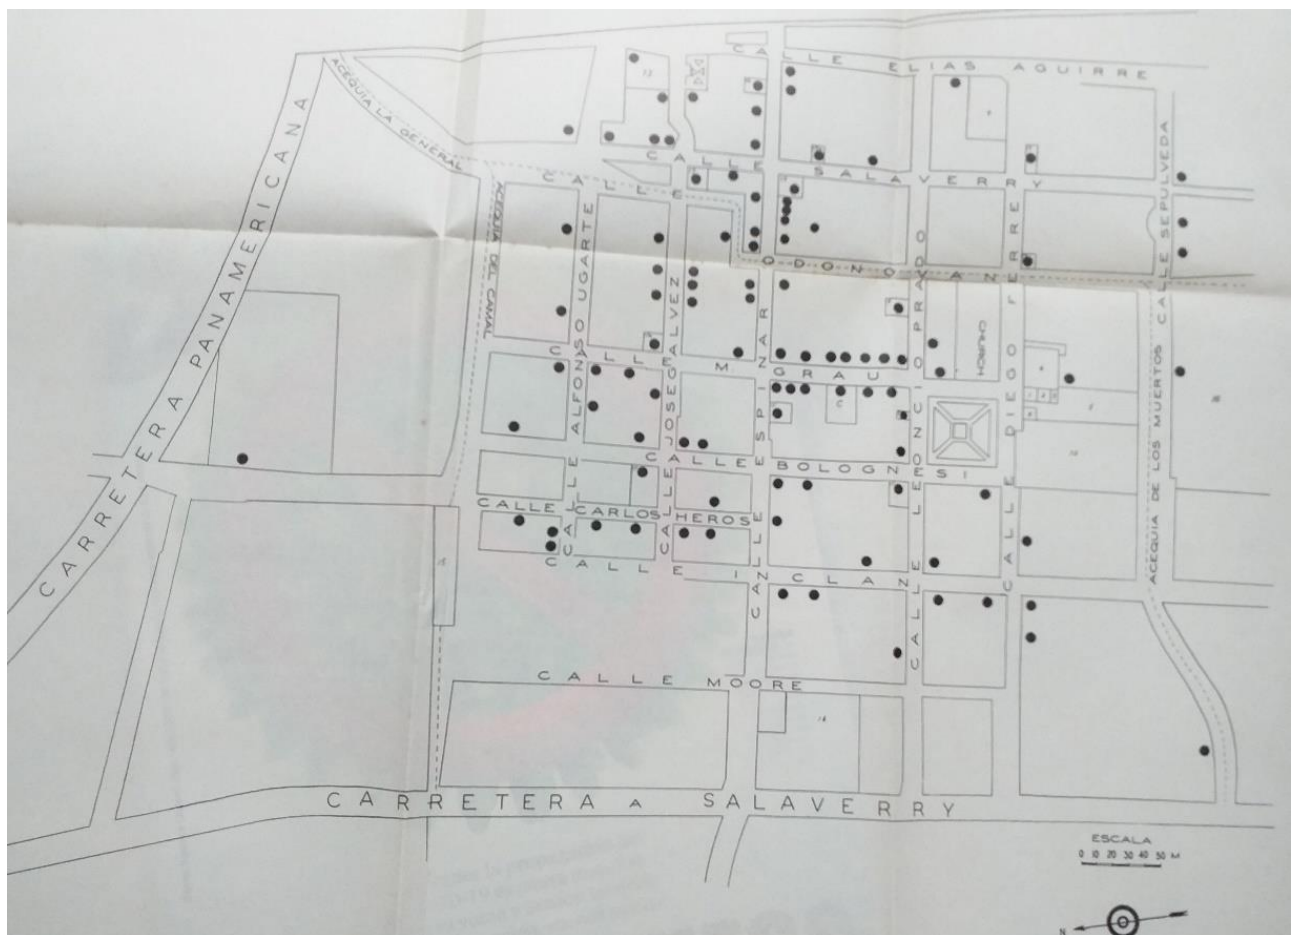 CALLE ELIAS AGUIRRE
ACEQUIA LA GENERAL
CARRETERA PANAMERICANA
CALLE SALAVERRY
CALLE ODONOVAN
ACEQUIA DEL CAMAL
CALLE ALFONSO UGARTE
CALLE JOSE GALVEZ
CALLE ESPINAR
CALLE LEONCIO PRADO
CALLE DIEGO FERRE
ACEQUIA DE LOS MUERTOS CALLE SEPULVEDA
CHURCH
CALLE M. GRAU
CALLE BOLOGNESI
CALLE CARLOS HEROS
CALLE INCLAN
CALLE MOORE
CARRETERA A SALAVERRY
ESCALA
0 10 20 30 40 50 M
N